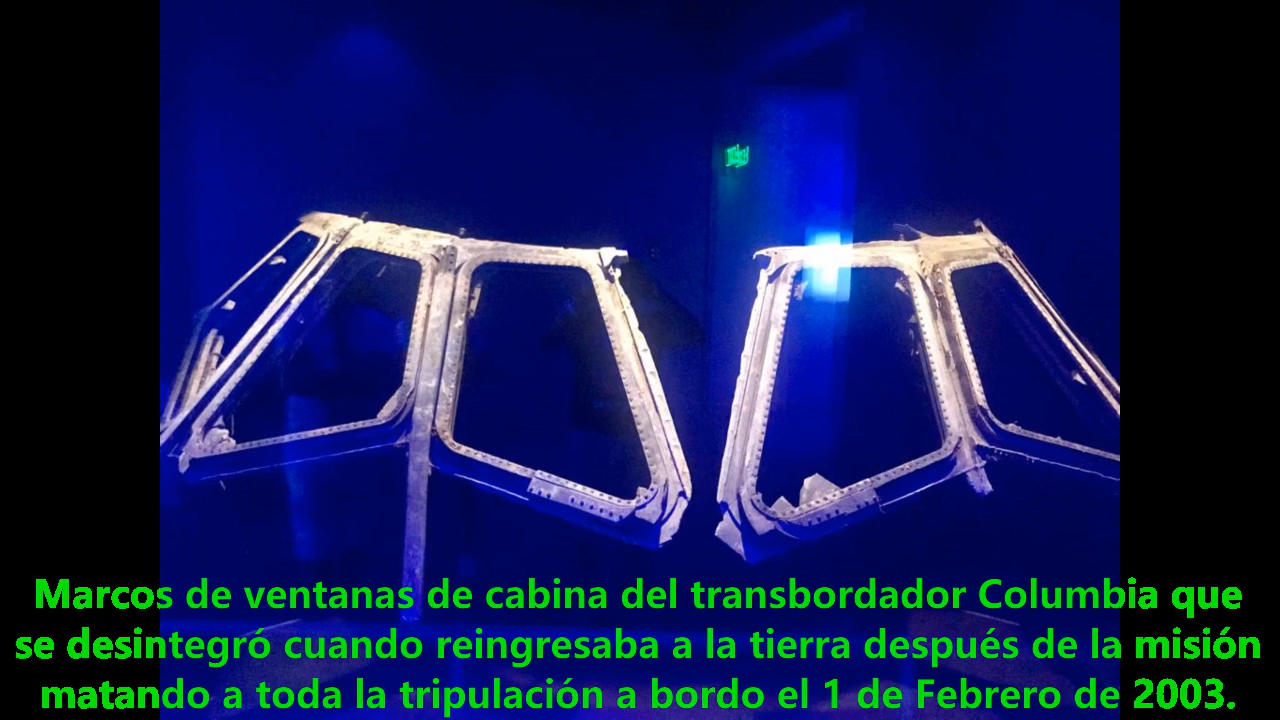 Marcos de ventanas de cabina del transbordador Columbia que
se desintegró cuando reingresaba a la tierra después de la misión
matando a toda la tripulación a bordo el 1 de Febrero de 2003.